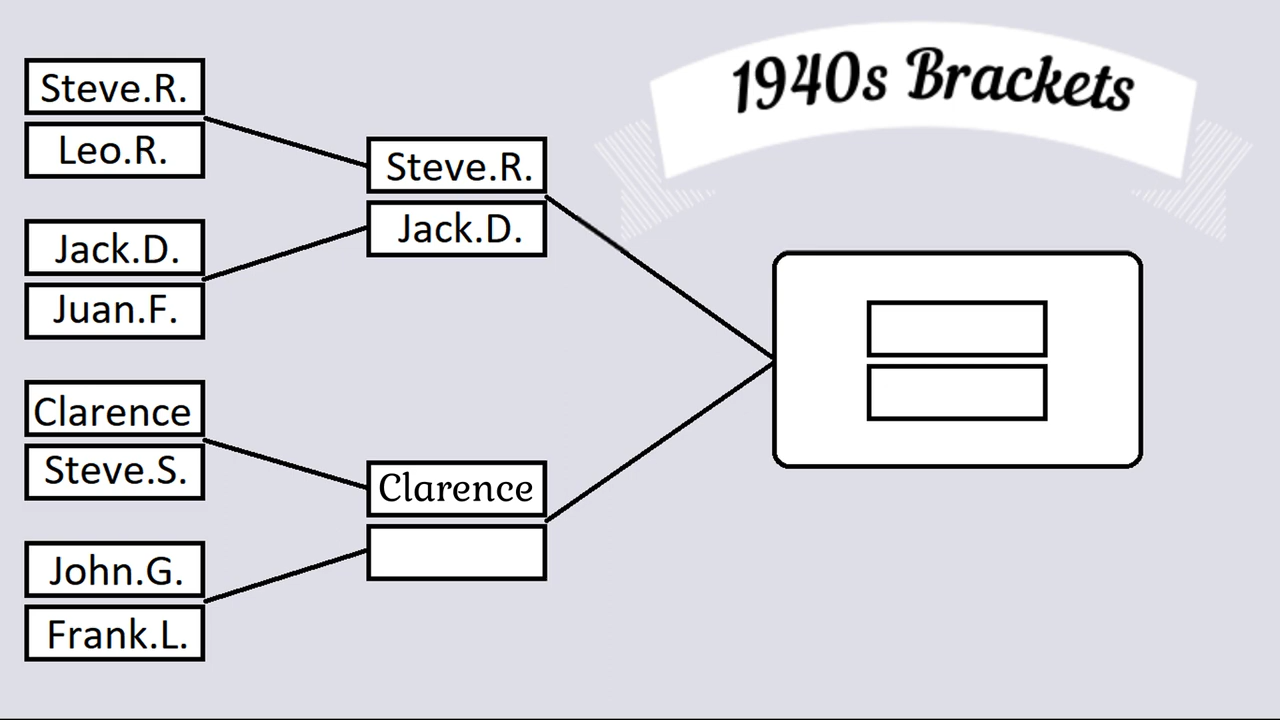 1940s Brackets
Steve.R.
Leo.R.
Jack.D.
Juan.F.
Clarence
Steve.S.
John.G.
Frank.L.
Steve.R.
Jack.D.
Clarence